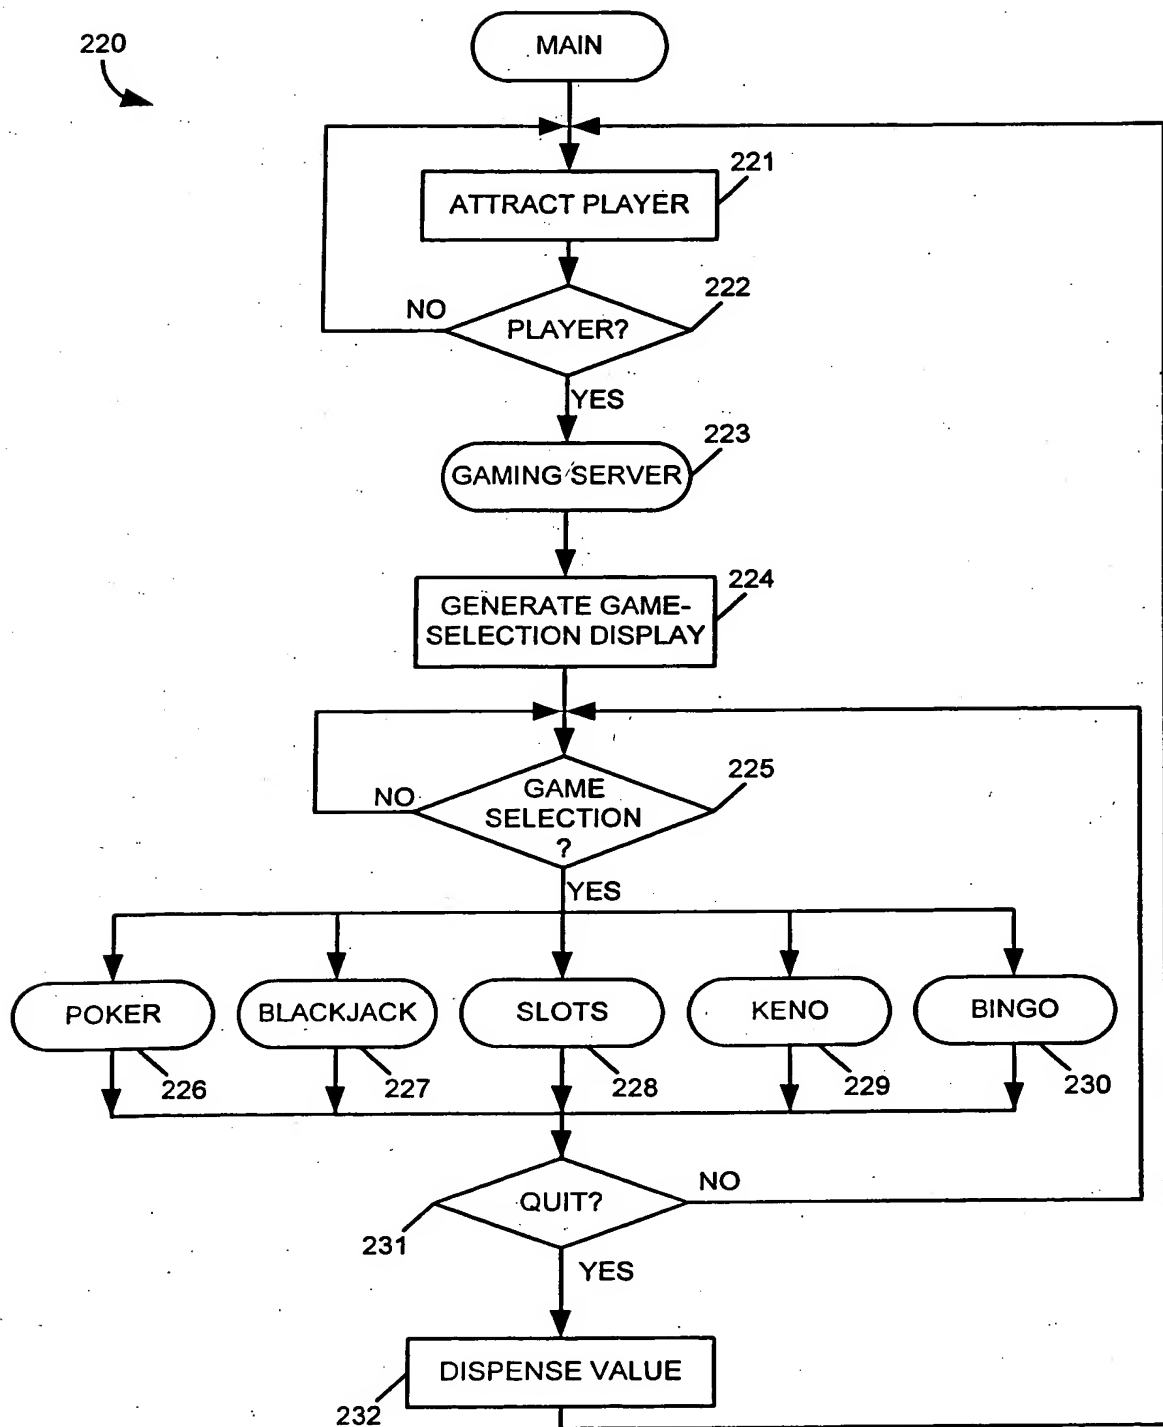 220
MAIN
221
ATTRACT PLAYER
222
NO
PLAYER?
YES
223
GAMING SERVER
224
GENERATE GAME-
SELECTION DISPLAY
225
NO
GAME
SELECTION
?
YES
POKER
BLACKJACK
SLOTS
KENO
BINGO
226
227
228
229
230
NO
QUIT?
231
YES
DISPENSE VALUE
232